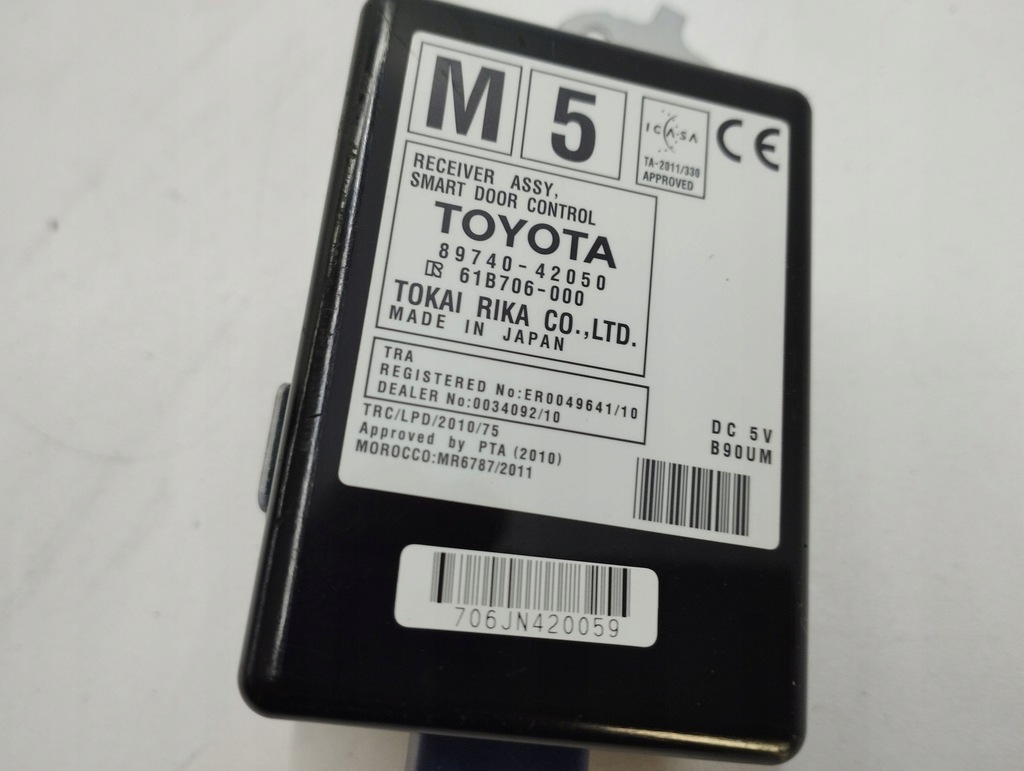 M 5
ICASA
TA-2011/330
APPROVED
CE
RECEIVER ASSY,
SMART DOOR CONTROL
TOYOTA
89740-42050
61B706-000
TOKAI RIKA CO.,LTD.
MADE IN JAPAN
TRA
REGISTERED No:ER0049641/10
DEALER No:0034092/10
TRC/LPD/2010/75
Approved by PTA (2010)
MOROCCO:MR6787/2011
DC 5V
B90UM
706JN420059